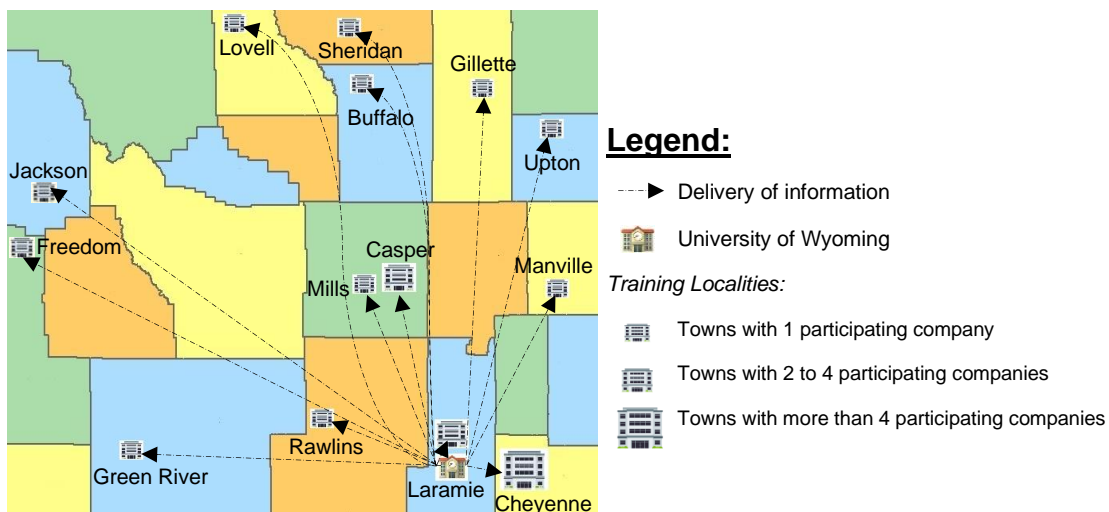 Lovell
Sheridan
Gillette
Buffalo
Upton
Jackson
Freedom
Casper
Mills
Manville
Rawlins
Green River
Laramie
Cheyenne
Legend:
Delivery of information
University of Wyoming
Training Localities:
Towns with 1 participating company
Towns with 2 to 4 participating companies
Towns with more than 4 participating companies